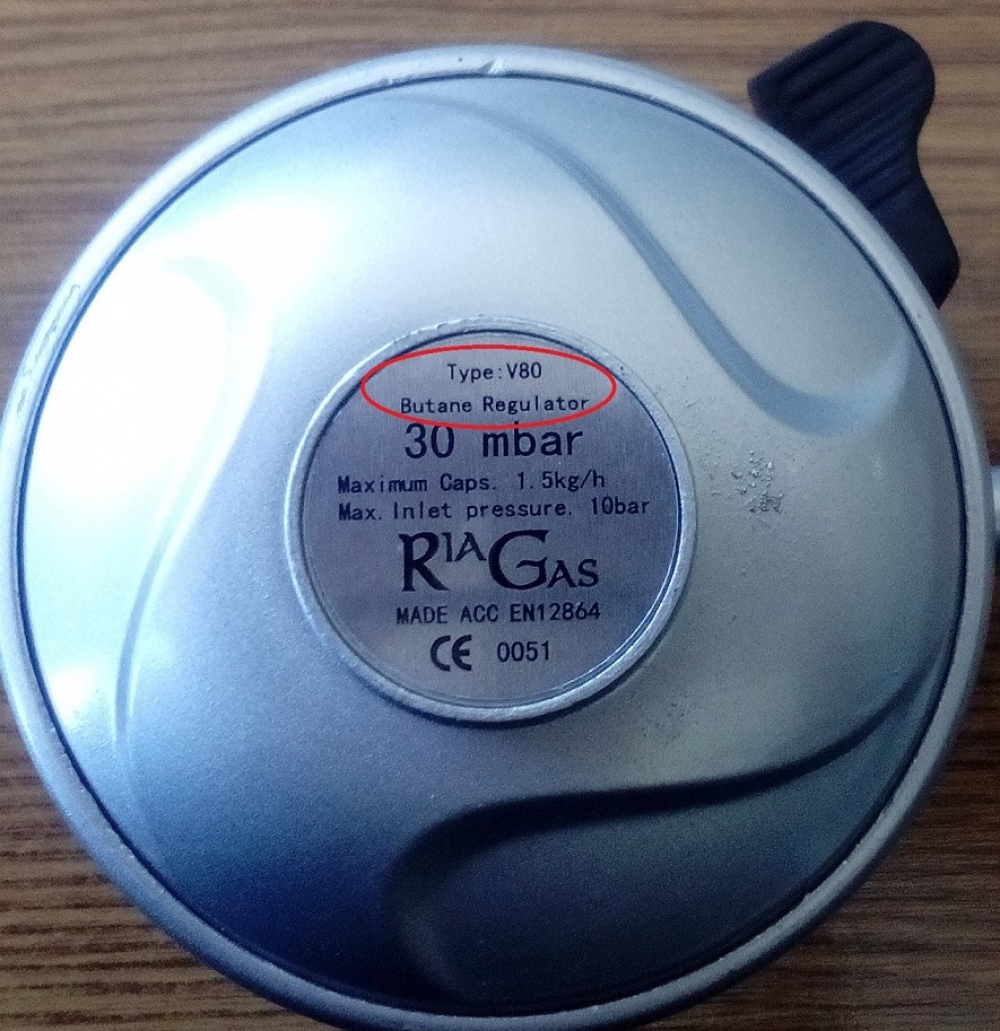 Type:V80
Butane Regulator
30 mbar
Maximum Caps. 1.5kg/h
Max. Inlet pressure. 10bar
RIAGAS
MADE ACC EN12864
CE 0051